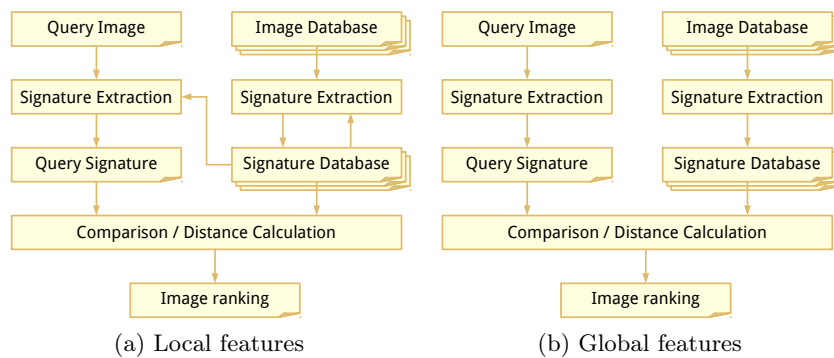 Query Image
Image Database
Signature Extraction
Signature Extraction
Query Signature
Signature Database
Comparison / Distance Calculation
Image ranking
(a) Local features
Query Image
Image Database
Signature Extraction
Signature Extraction
Query Signature
Signature Database
Comparison / Distance Calculation
Image ranking
(b) Global features